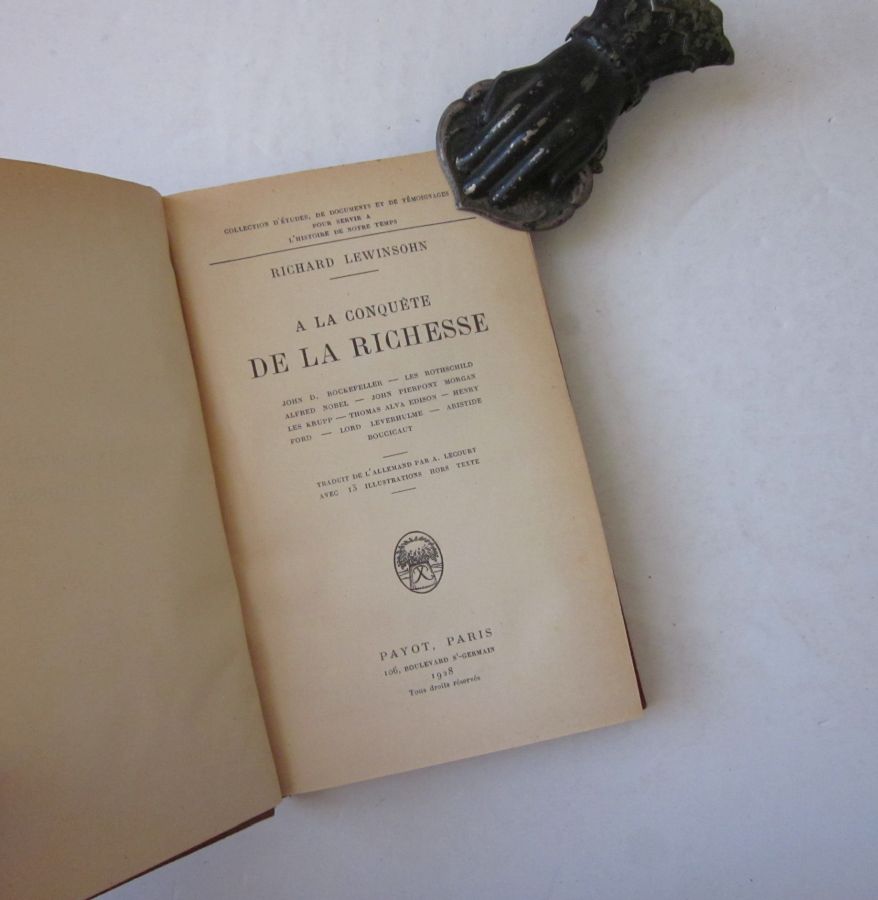 COLLECTION D'ÉTUDES, DE DOCUMENTS ET DE TÉMOIGNAGES
POUR SERVIR A
L'HISTOIRE DE NOTRE TEMPS
RICHARD LEWINSOHN
A LA CONQUÊTE
DE LA RICHESSE
JOHN D. ROCKEFELLER — LES ROTHSCHILD
ALFRED NOBEL — JOHN PIERPONT MORGAN
LES KRUPP — THOMAS ALVA EDISON — HENRY
FORD — LORD LEVERHULME — ARISTIDE
BOUCICAUT
TRADUIT DE L'ALLEMAND PAR A. LECOURT
AVEC 13 ILLUSTRATIONS HORS TEXTE
PAYOT, PARIS
106, BOULEVARD Sᵗ-GERMAIN
1928
Tous droits réservés